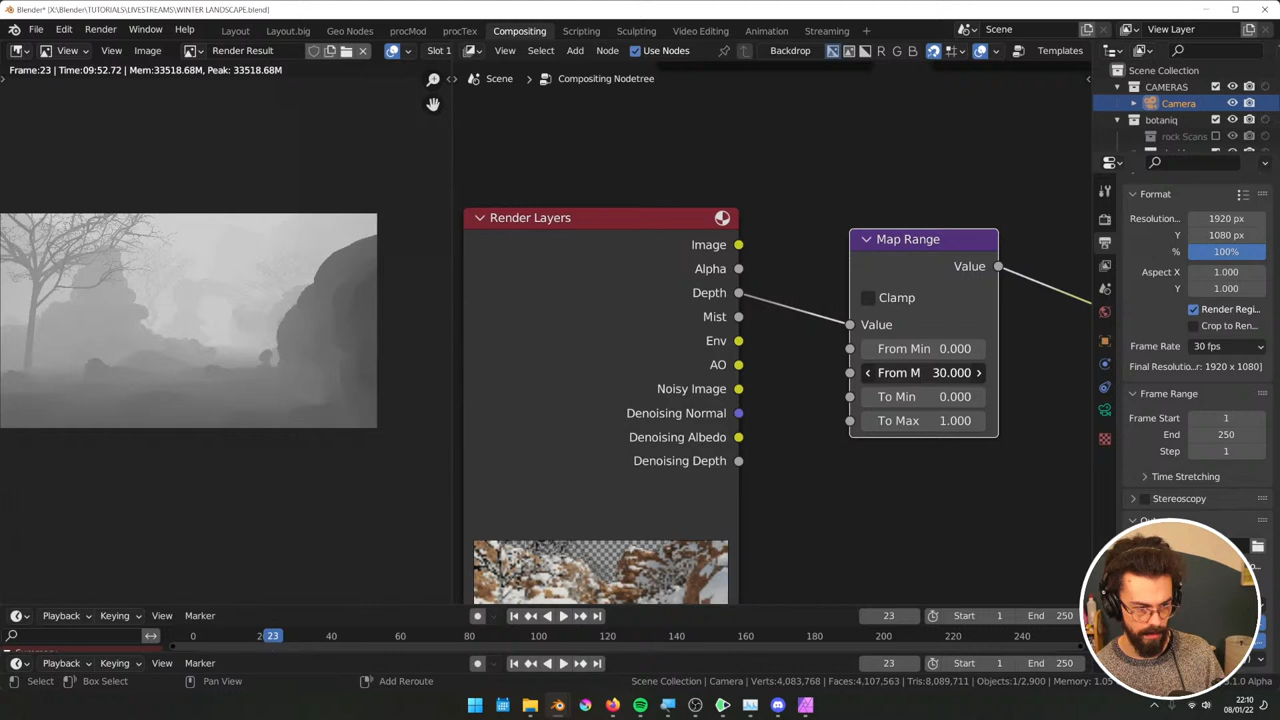 Blender* [X:\Blender\TUTORIALS\LIVESTREAMS\WINTER LANDSCAPE.blend]
File Edit Render Window Help Layout Layout.big Geo Nodes procMod procTex Compositing Scripting Sculpting Video Editing Animation Streaming Scene View Layer
View View Image Render Result Slot 1 View Select Add Node Use Nodes Backdrop R G B Templates
Frame:23 | Time:09:52.72 | Mem:33518.68M, Peak: 33518.68M
Scene > Compositing Nodetree
Scene Collection
CAMERAS
Camera
botaniq
rock Scans
Format
Resolution... 1920 px
Y 1080 px
% 100%
Aspect X 1.000
Y 1.000
Render Regi...
Crop to Ren...
Frame Rate 30 fps
Final Resolution...r: 1920 x 1080]
Frame Range
Frame Start 1
End 250
Step 1
Time Stretching
Stereoscopy
Render Layers
Image
Alpha
Depth
Mist
Env
AO
Noisy Image
Denoising Normal
Denoising Albedo
Denoising Depth
Map Range
Value
Clamp
Value
From Min 0.000
From M 30.000
To Min 0.000
To Max 1.000
Playback Keying View Marker 23 Start 1 End 250
0 2 23 40 60 80 100 120 140 160 180 200 220 240
Playback Keying View Marker 23 Start 1 End 250
Select Box Select Pan View Add Reroute Scene Collection | Camera | Verts:4,083,768 | Faces:4,107,563 | Tris:8,089,711 | Objects:1/2,900 | Memory: 1.05 3.1.0 Alpha
22:10
08/01/22